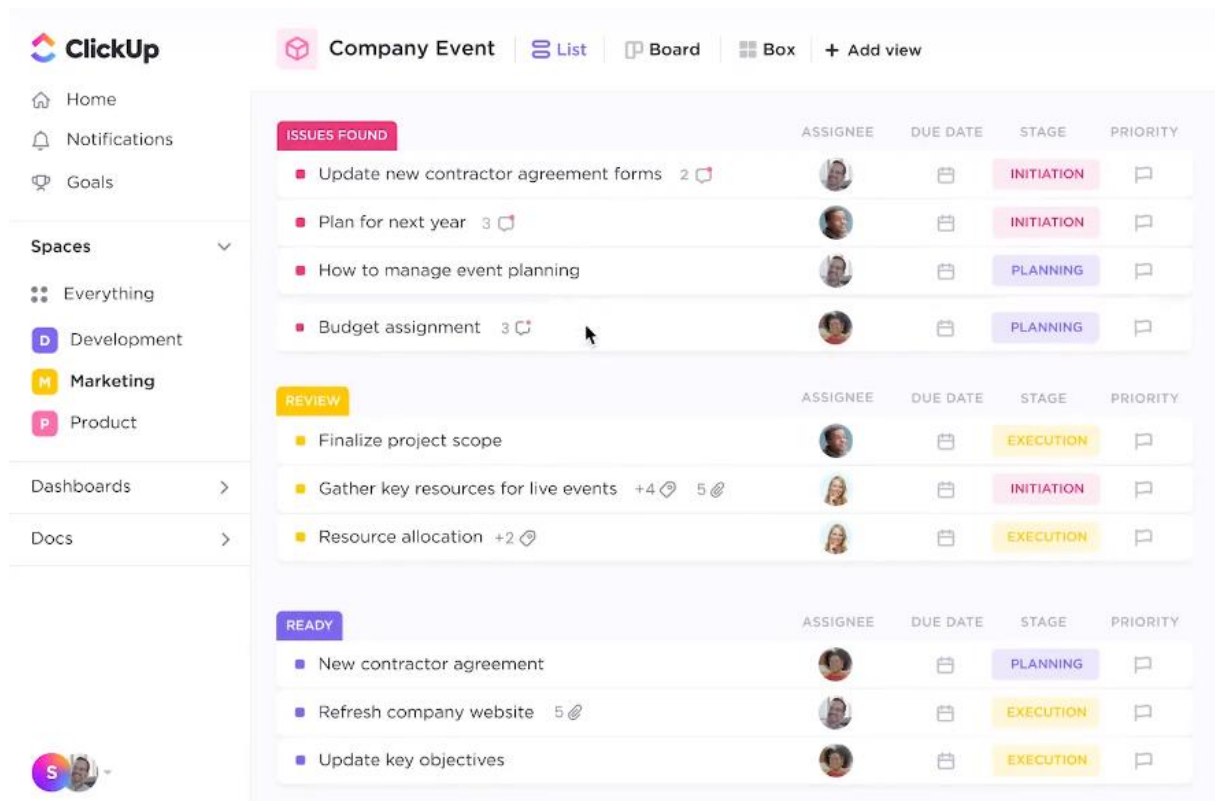 ClickUp
Company Event
List
Board
Box
+ Add view
Home
Notifications
Goals
Spaces
Everything
D Development
M Marketing
P Product
Dashboards
Docs
S
ISSUES FOUND ASSIGNEE DUE DATE STAGE PRIORITY
Update new contractor agreement forms 2 INITIATION
Plan for next year 3 INITIATION
How to manage event planning PLANNING
Budget assignment 3 PLANNING
REVIEW ASSIGNEE DUE DATE STAGE PRIORITY
Finalize project scope EXECUTION
Gather key resources for live events +4 5 INITIATION
Resource allocation +2 EXECUTION
READY ASSIGNEE DUE DATE STAGE PRIORITY
New contractor agreement PLANNING
Refresh company website 5 EXECUTION
Update key objectives EXECUTION